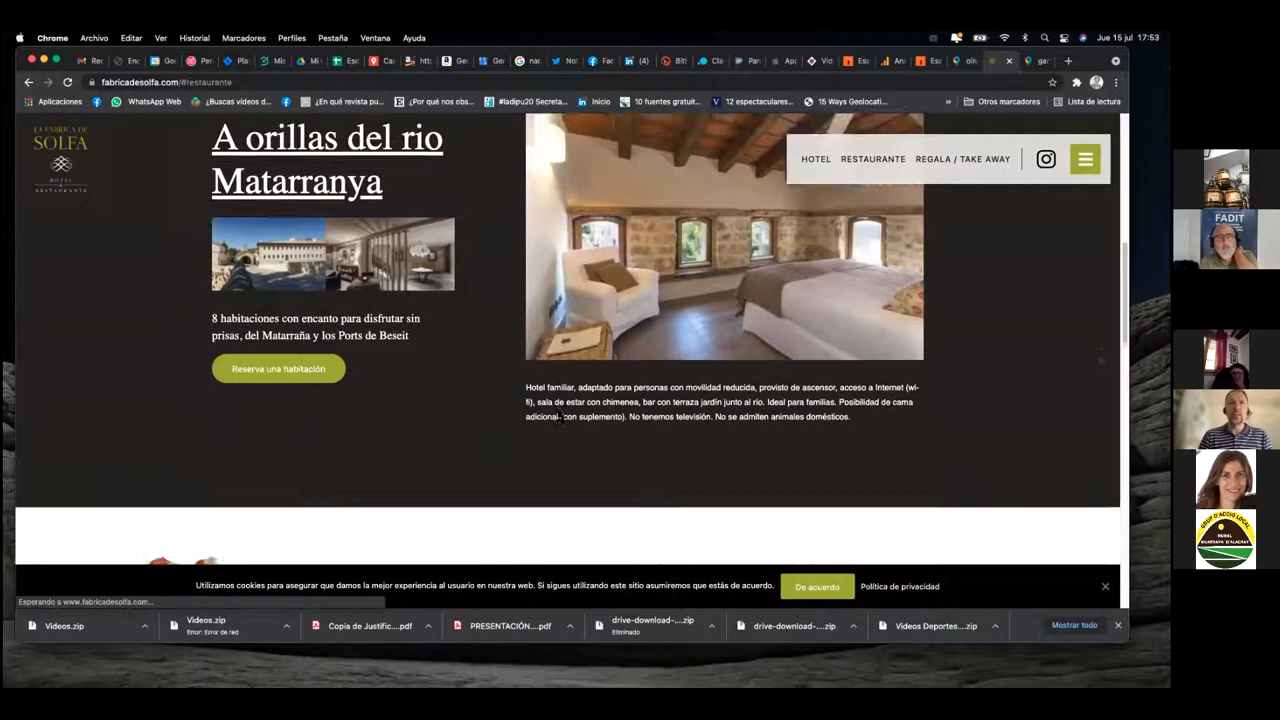 Chrome Archivo Editar Ver Historial Marcadores Perfiles Pestaña Ventana Ayuda
Jue 15 jul 17:53
fabricadesolfa.com/#restaurante
Aplicaciones WhatsApp Web ¿Buscas vídeos d... ¿En qué revista pu... ¿Por qué nos obs... #ladipu20 Secreta... Inicio 10 fuentes gratuit... 12 espectaculares... 15 Ways Geolocati... » Otros marcadores Lista de lectura
LA FABRICA DE
SOLFA
HOTEL RESTAURANTE REGALA / TAKE AWAY
A orillas del rio
Matarranya
8 habitaciones con encanto para disfrutar sin
prisas, del Matarraña y los Ports de Beseit
Reserva una habitación
Hotel familiar, adaptado para personas con movilidad reducida, provisto de ascensor, acceso a Internet (wi-
fi), sala de estar con chimenea, bar con terraza jardín junto al rio. Ideal para familias. Posibilidad de cama
adicional con suplemento). No tenemos televisión. No se admiten animales domésticos.
Utilizamos cookies para asegurar que damos la mejor experiencia al usuario en nuestra web. Si sigues utilizando este sitio asumiremos que estás de acuerdo.
De acuerdo
Política de privacidad
Esperando a www.fabricadesolfa.com...
Videos.zip
Videos.zip
Error: Error de red
Copia de Justific....pdf
PRESENTACIÓN....pdf
drive-download-....zip
Eliminado
drive-download-....zip
Videos Deportes....zip
Mostrar todo
FADIT
GRUP D'ACCIÓ LOCAL
RURAL
MUNTANYA D'ALACANT